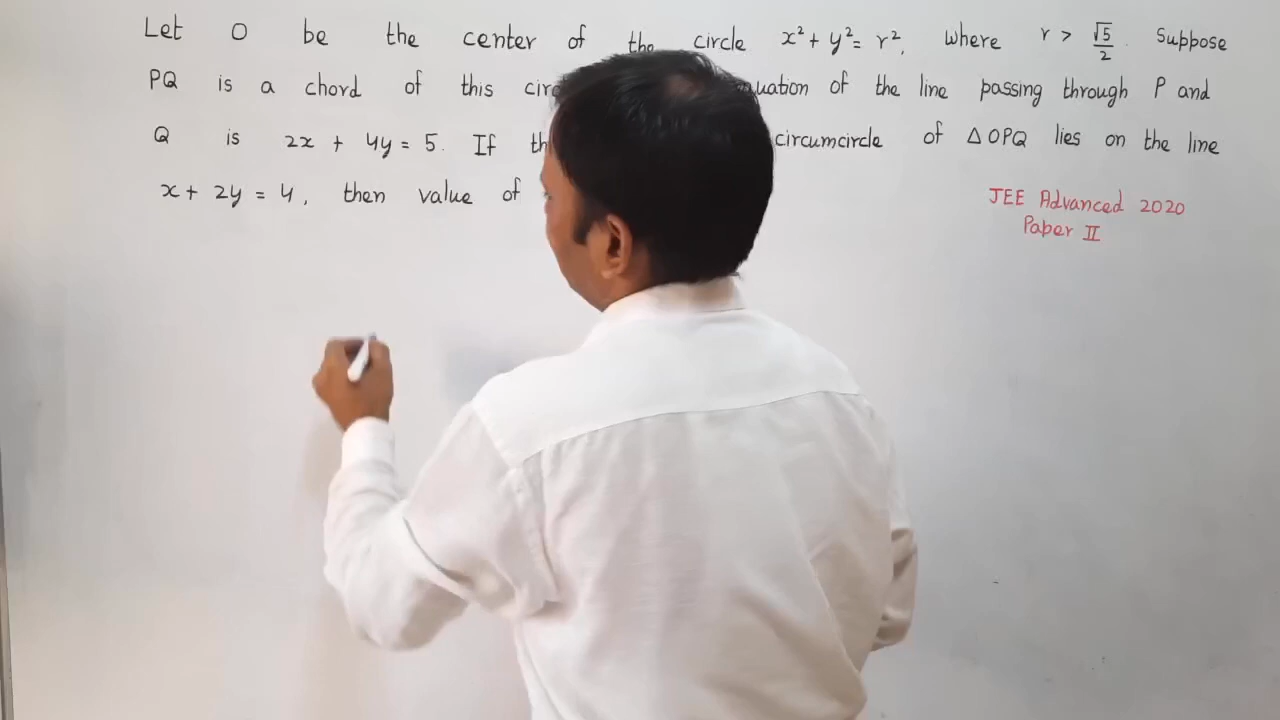 Let O be the center of the circle x² + y² = r², where r > √5/2. Suppose
PQ is a chord of this circ uation of the line passing through P and
Q is 2x + 4y = 5. If th circumcircle of △OPQ lies on the line
x + 2y = 4, then value of
JEE Advanced 2020
Paper II